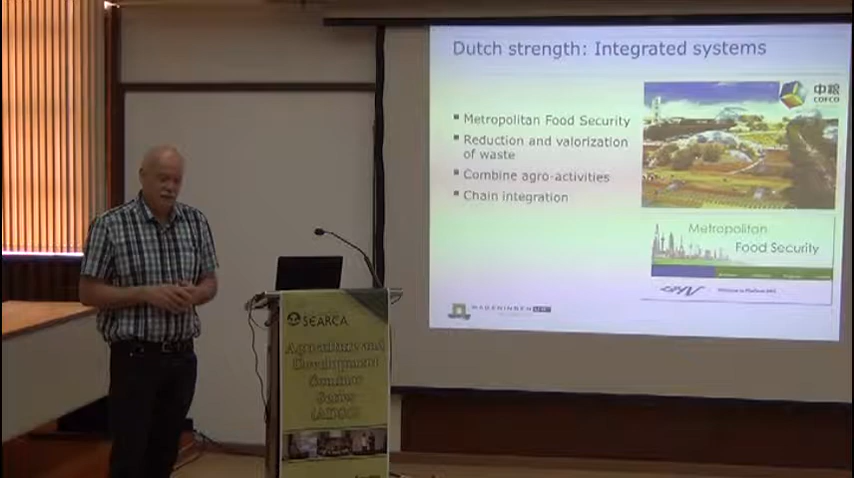 Dutch strength: Integrated systems
Metropolitan Food Security
Reduction and valorization
of waste
Combine agro-activities
Chain integration
中粮
COFCO
Metropolitan
Food Security
WAGENINGEN UR
SEARCA
Agriculture and
Development
Seminar
Series
(ADSS)